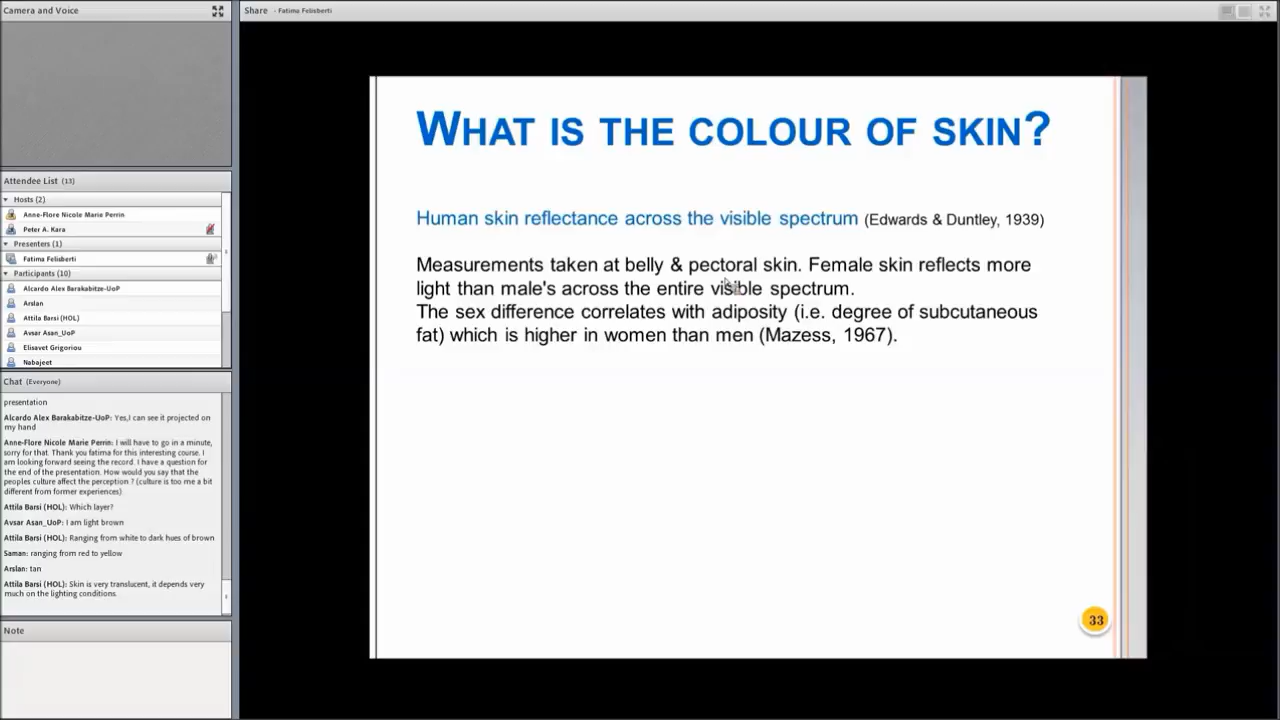 Camera and Voice
Share - Fatima Felisberti
Attendee List (13)
Hosts (2)
Anne-Flore Nicole Marie Perrin
Peter A. Kara
Presenters (1)
Fatima Felisberti
Participants (10)
Alcardo Alex Barakabitze-UoP
Arslan
Attila Barsi (HOL)
Avsar Asan_UoP
Elisavet Grigoriou
Nabajeet
Chat (Everyone)
presentation
Alcardo Alex Barakabitze-UoP: Yes,I can see it projected on
my hand
Anne-Flore Nicole Marie Perrin: I will have to go in a minute,
sorry for that. Thank you fatima for this interesting course. I
am looking forward seeing the record. I have a question for
the end of the presentation. How would you say that the
peoples culture affect the perception ? (culture is too me a bit
different from former experiences)
Attila Barsi (HOL): Which layer?
Avsar Asan_UoP: I am light brown
Attila Barsi (HOL): Ranging from white to dark hues of brown
Saman: ranging from red to yellow
Arslan: tan
Attila Barsi (HOL): Skin is very translucent, it depends very
much on the lighting conditions.
Note
WHAT IS THE COLOUR OF SKIN?
Human skin reflectance across the visible spectrum (Edwards & Duntley, 1939)
Measurements taken at belly & pectoral skin. Female skin reflects more
light than male's across the entire visible spectrum.
The sex difference correlates with adiposity (i.e. degree of subcutaneous
fat) which is higher in women than men (Mazess, 1967).
33